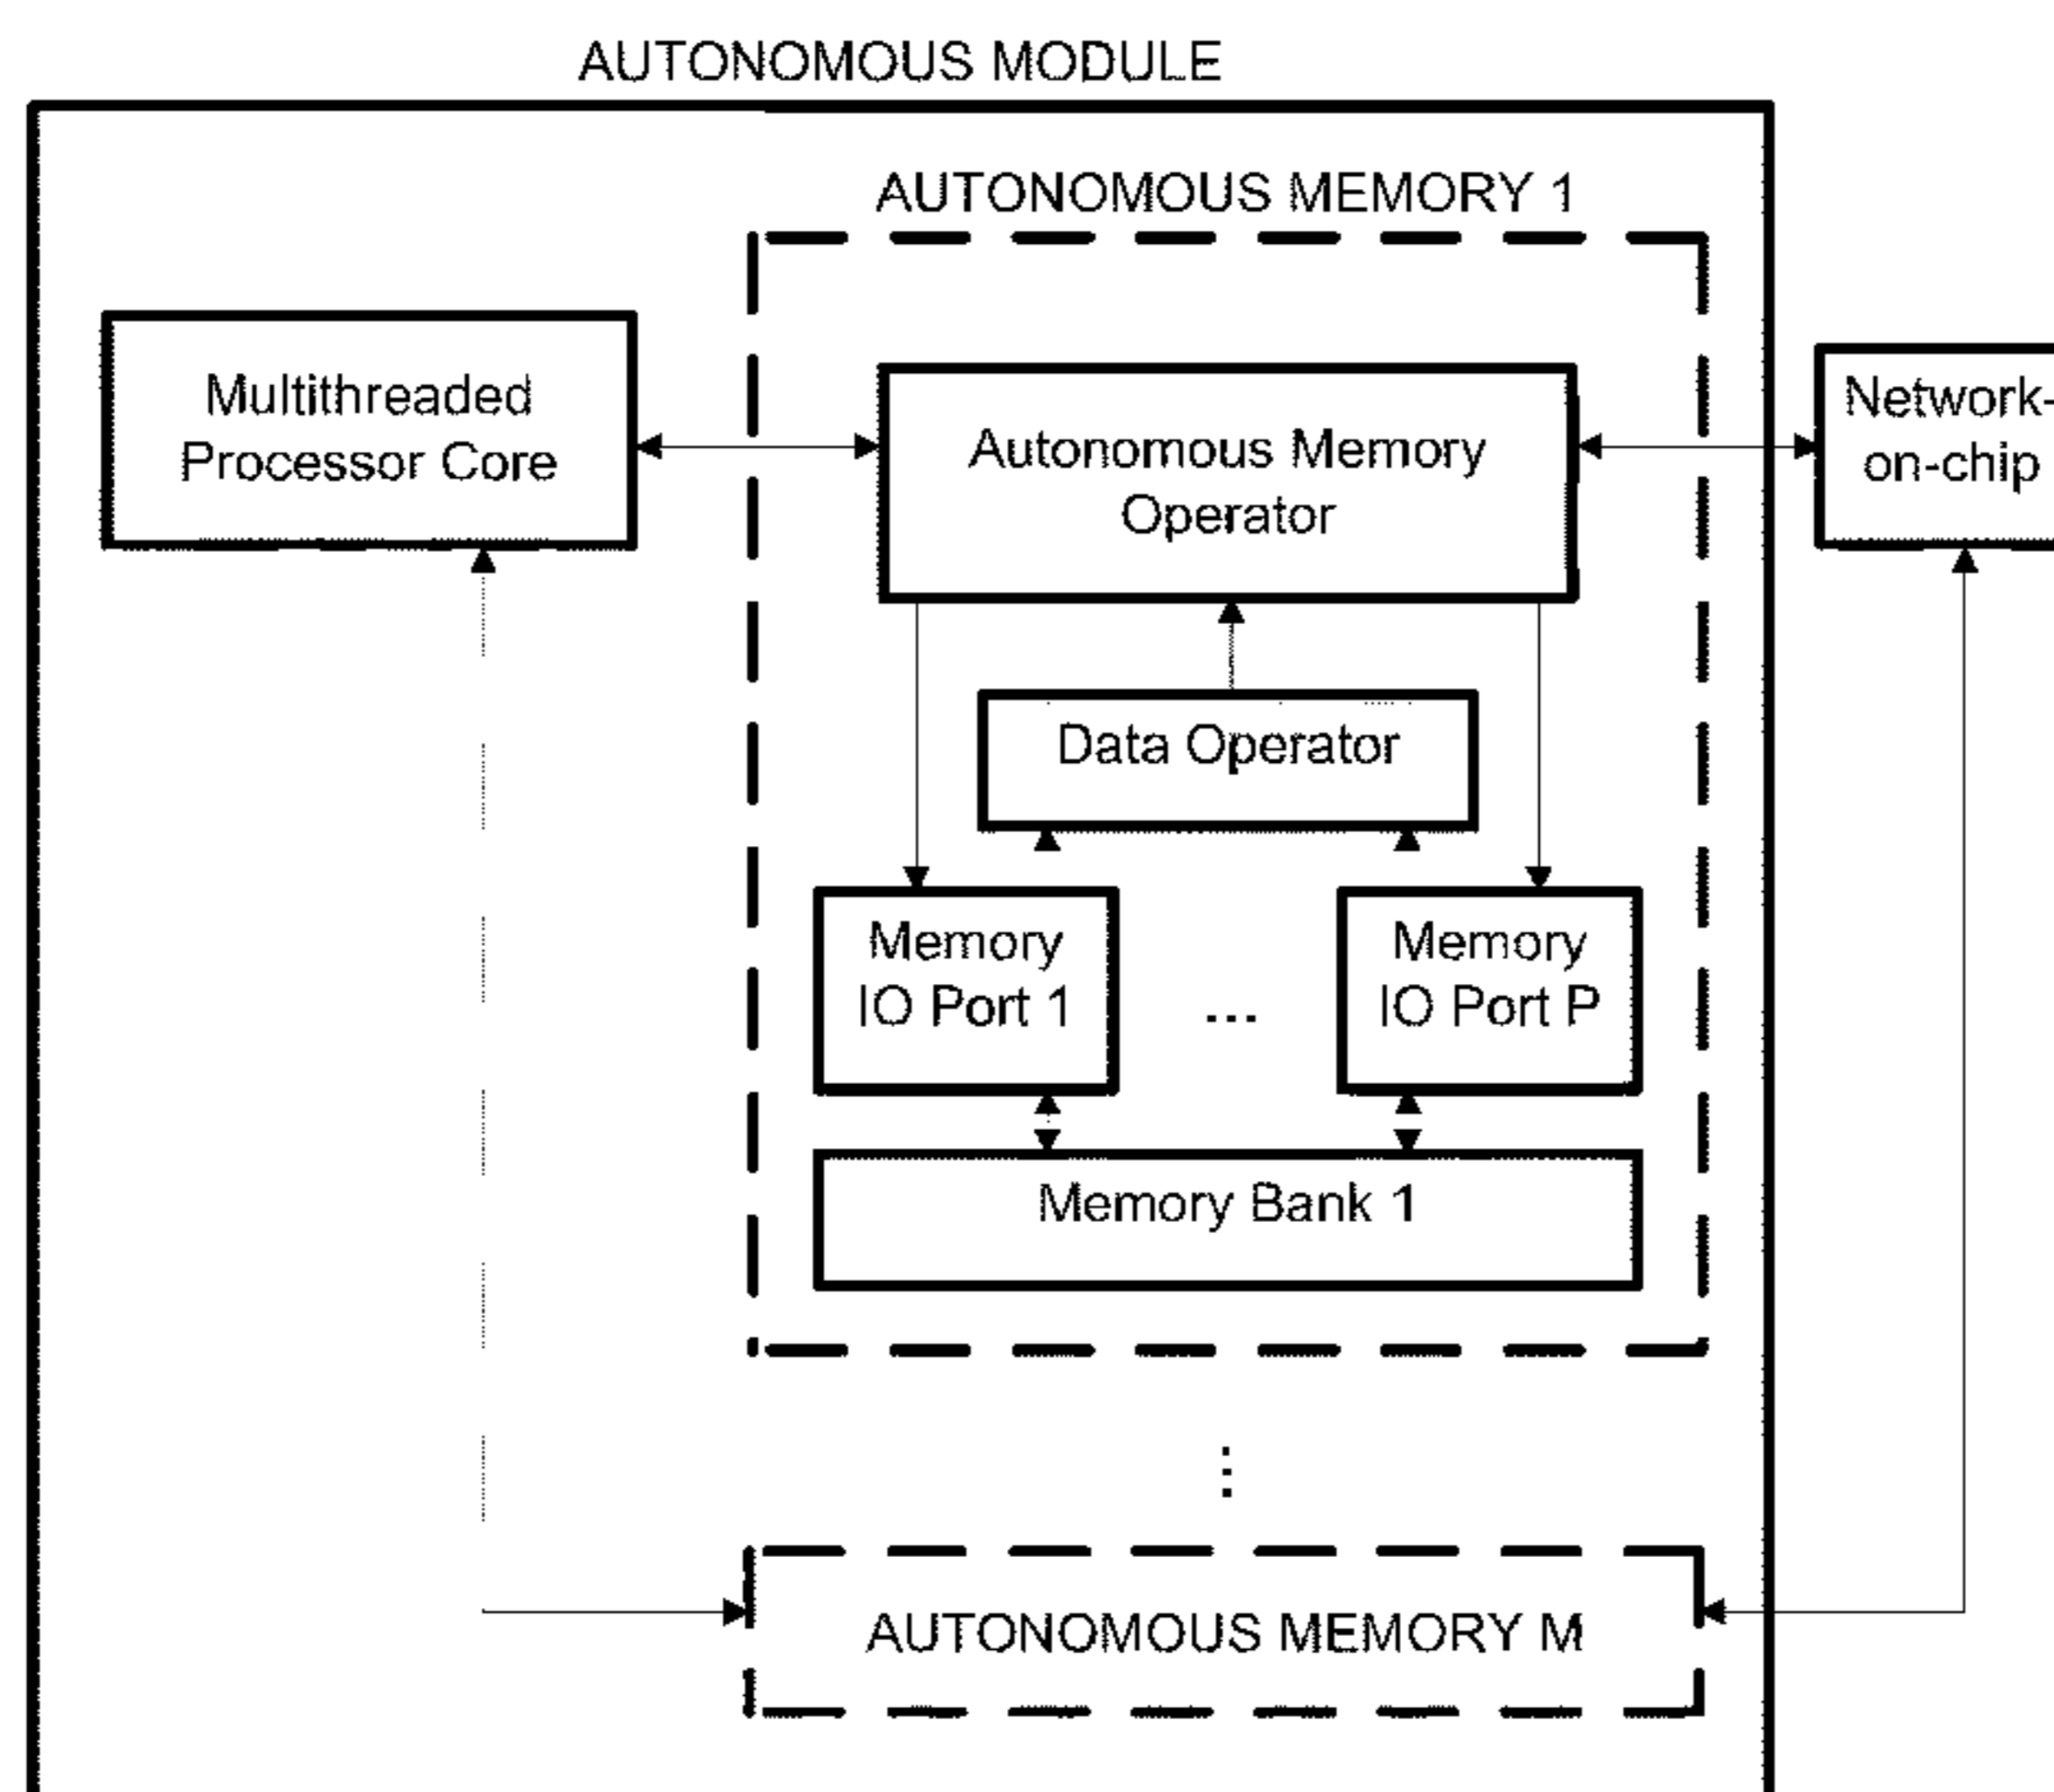 AUTONOMOUS MODULE
AUTONOMOUS MEMORY 1
Multithreaded
Processor Core
Autonomous Memory
Operator
Network-
on-chip
Data Operator
Memory
IO Port 1
...
Memory
IO Port P
Memory Bank 1
AUTONOMOUS MEMORY M